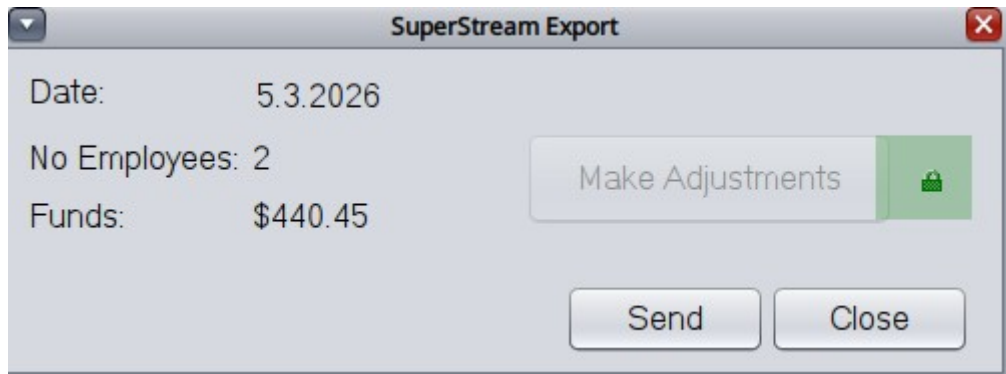 SuperStream Export
Date: 5.3.2026
No Employees: 2
Make Adjustments
Funds: $440.45
Send Close